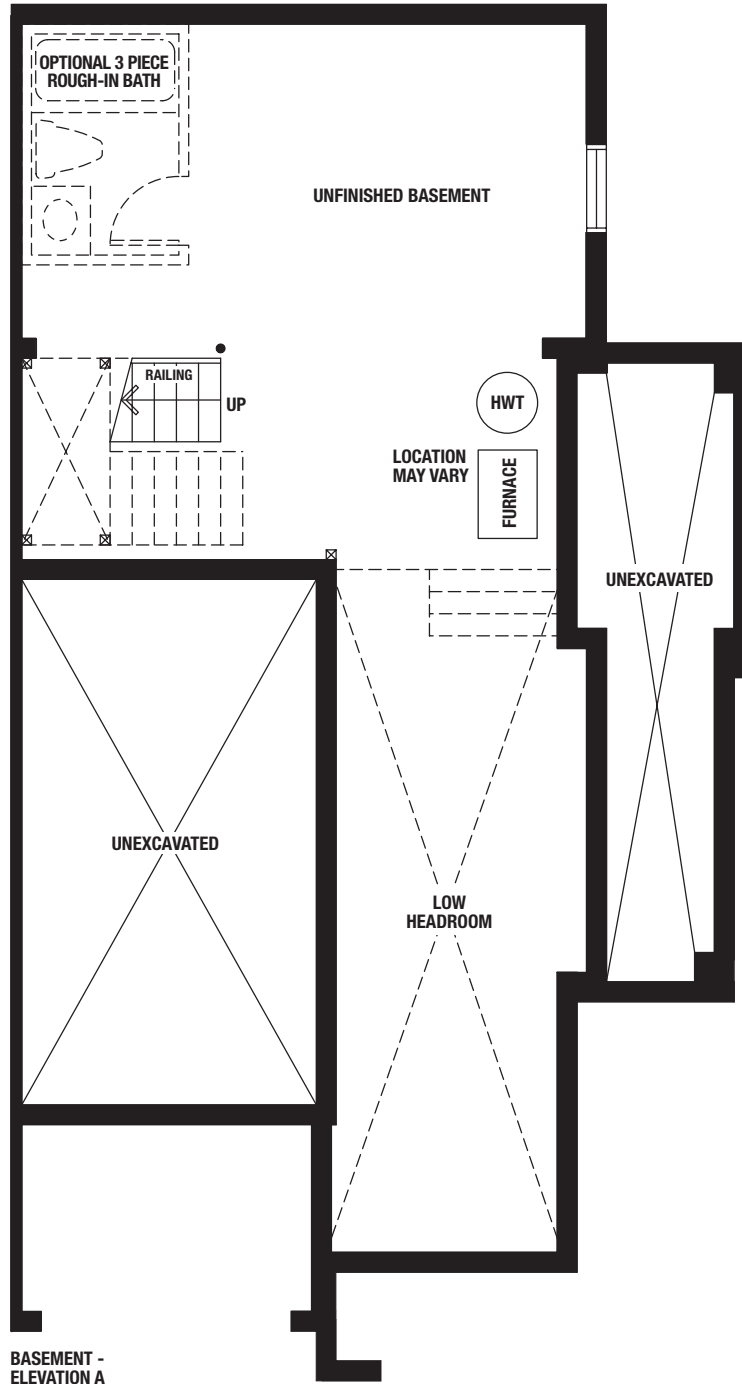 OPTIONAL 3 PIECE
ROUGH-IN BATH
UNFINISHED BASEMENT
RAILING
UP
HWT
LOCATION
MAY VARY
FURNACE
UNEXCAVATED
UNEXCAVATED
LOW
HEADROOM
BASEMENT -
ELEVATION A